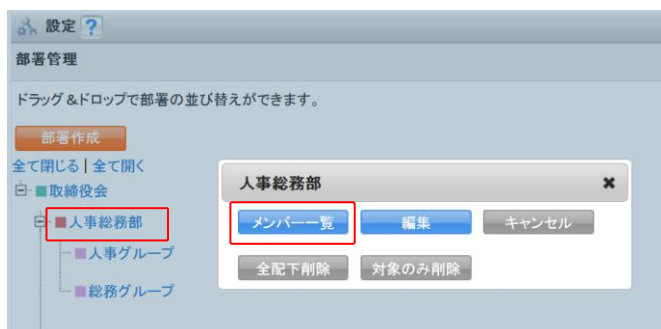 設定 ?
部署管理
ドラッグ&ドロップで部署の並び替えができます。
部署作成
全て閉じる | 全て開く
取締役会
人事総務部
人事グループ
総務グループ
人事総務部
メンバー一覧 編集 キャンセル
全配下削除 対象のみ削除